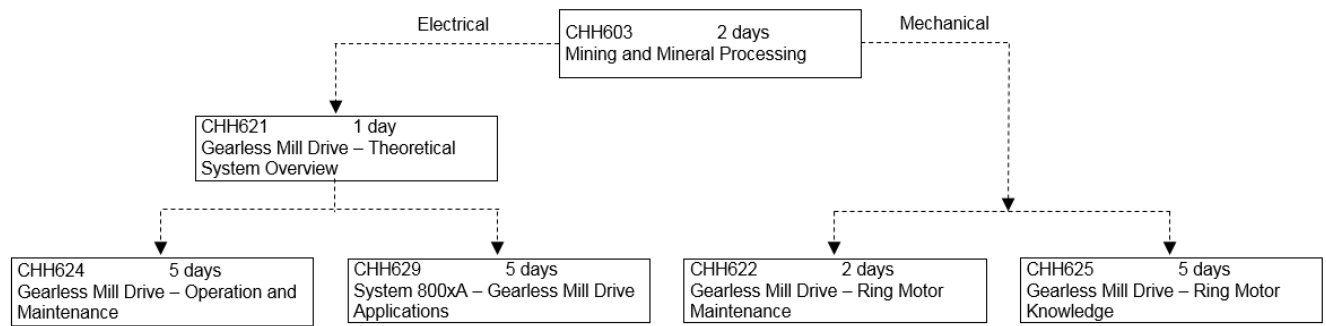 Electrical
CHH603 2 days
Mining and Mineral Processing
Mechanical
CHH621 1 day
Gearless Mill Drive – Theoretical
System Overview
CHH624 5 days
Gearless Mill Drive – Operation and
Maintenance
CHH629 5 days
System 800xA – Gearless Mill Drive
Applications
CHH622 2 days
Gearless Mill Drive – Ring Motor
Maintenance
CHH625 5 days
Gearless Mill Drive – Ring Motor
Knowledge